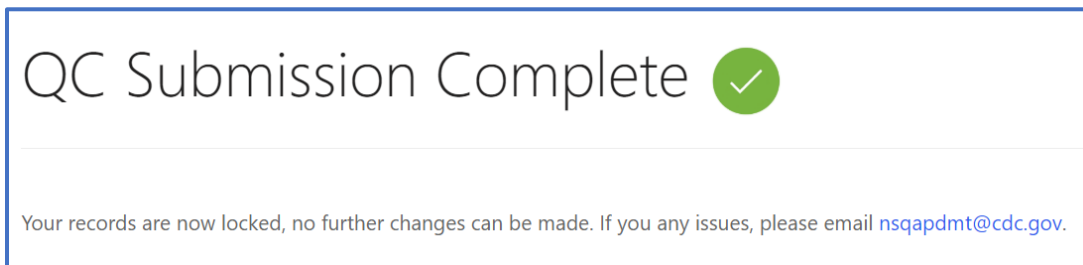 QC Submission Complete
Your records are now locked, no further changes can be made. If you any issues, please email nsqapdmt@cdc.gov.